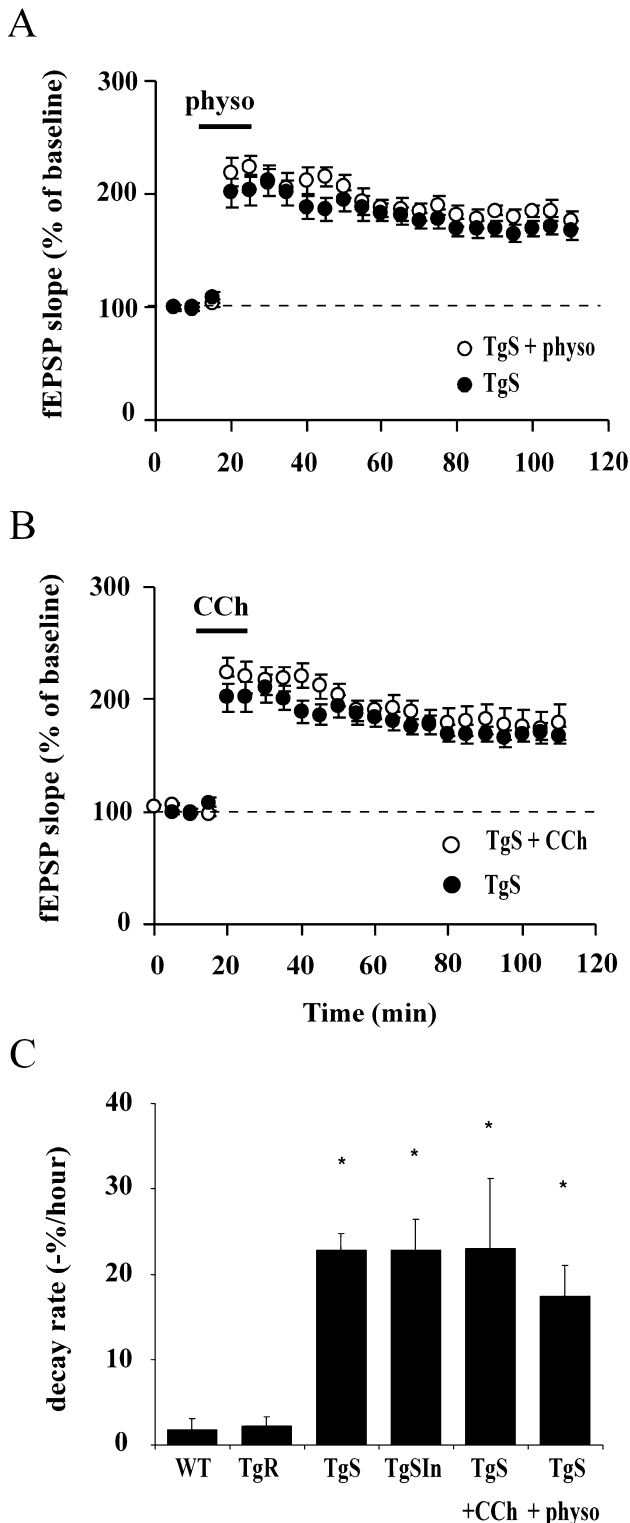 A
fEPSP slope (% of baseline)
300
200
100
0
physo
TgS + physo
TgS
0 20 40 60 80 100 120
B
fEPSP slope (% of baseline)
300
200
100
0
CCh
TgS + CCh
TgS
0 20 40 60 80 100 120
Time (min)
C
decay rate (-%/hour)
40
30
20
10
0
* * * *
WT TgR TgS TgSIn TgS TgS
+CCh + physo